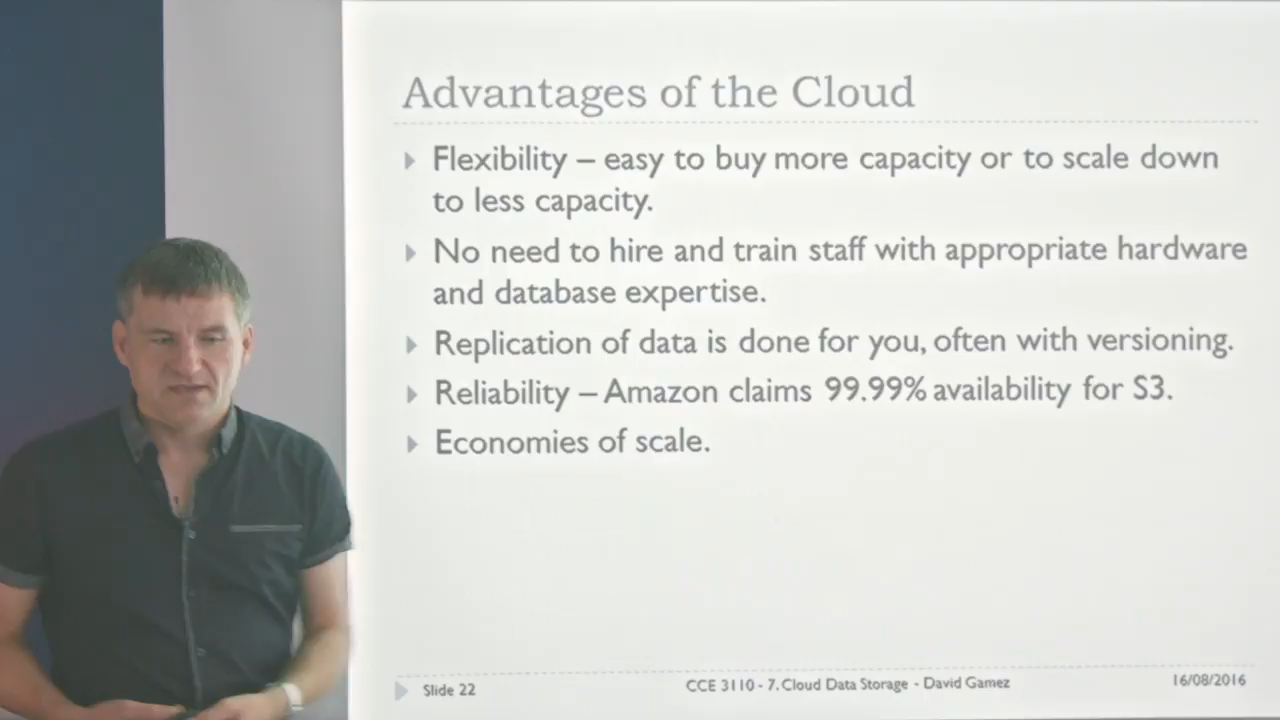 Advantages of the Cloud
Flexibility – easy to buy more capacity or to scale down
to less capacity.
No need to hire and train staff with appropriate hardware
and database expertise.
Replication of data is done for you, often with versioning.
Reliability – Amazon claims 99.99% availability for S3.
Economies of scale.
Slide 22
CCE 3110 - 7. Cloud Data Storage - David Gamez
16/08/2016